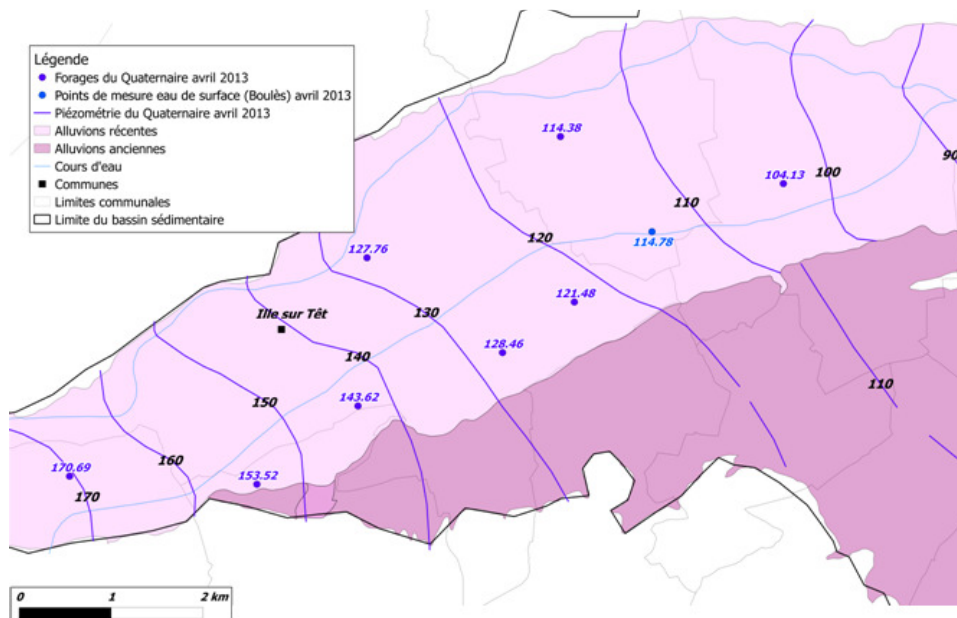 Légende
Forages du Quaternaire avril 2013
Points de mesure eau de surface (Boulès) avril 2013
Piézométrie du Quaternaire avril 2013
Alluvions récentes
Alluvions anciennes
Cours d'eau
Communes
Limites communales
Limite du bassin sédimentaire
114.38
90
100
104.13
110
120
114.78
127.76
121.48
Ille sur Têt
130
128.46
140
110
150
143.62
160
170.69
153.52
170
0 1 2 km